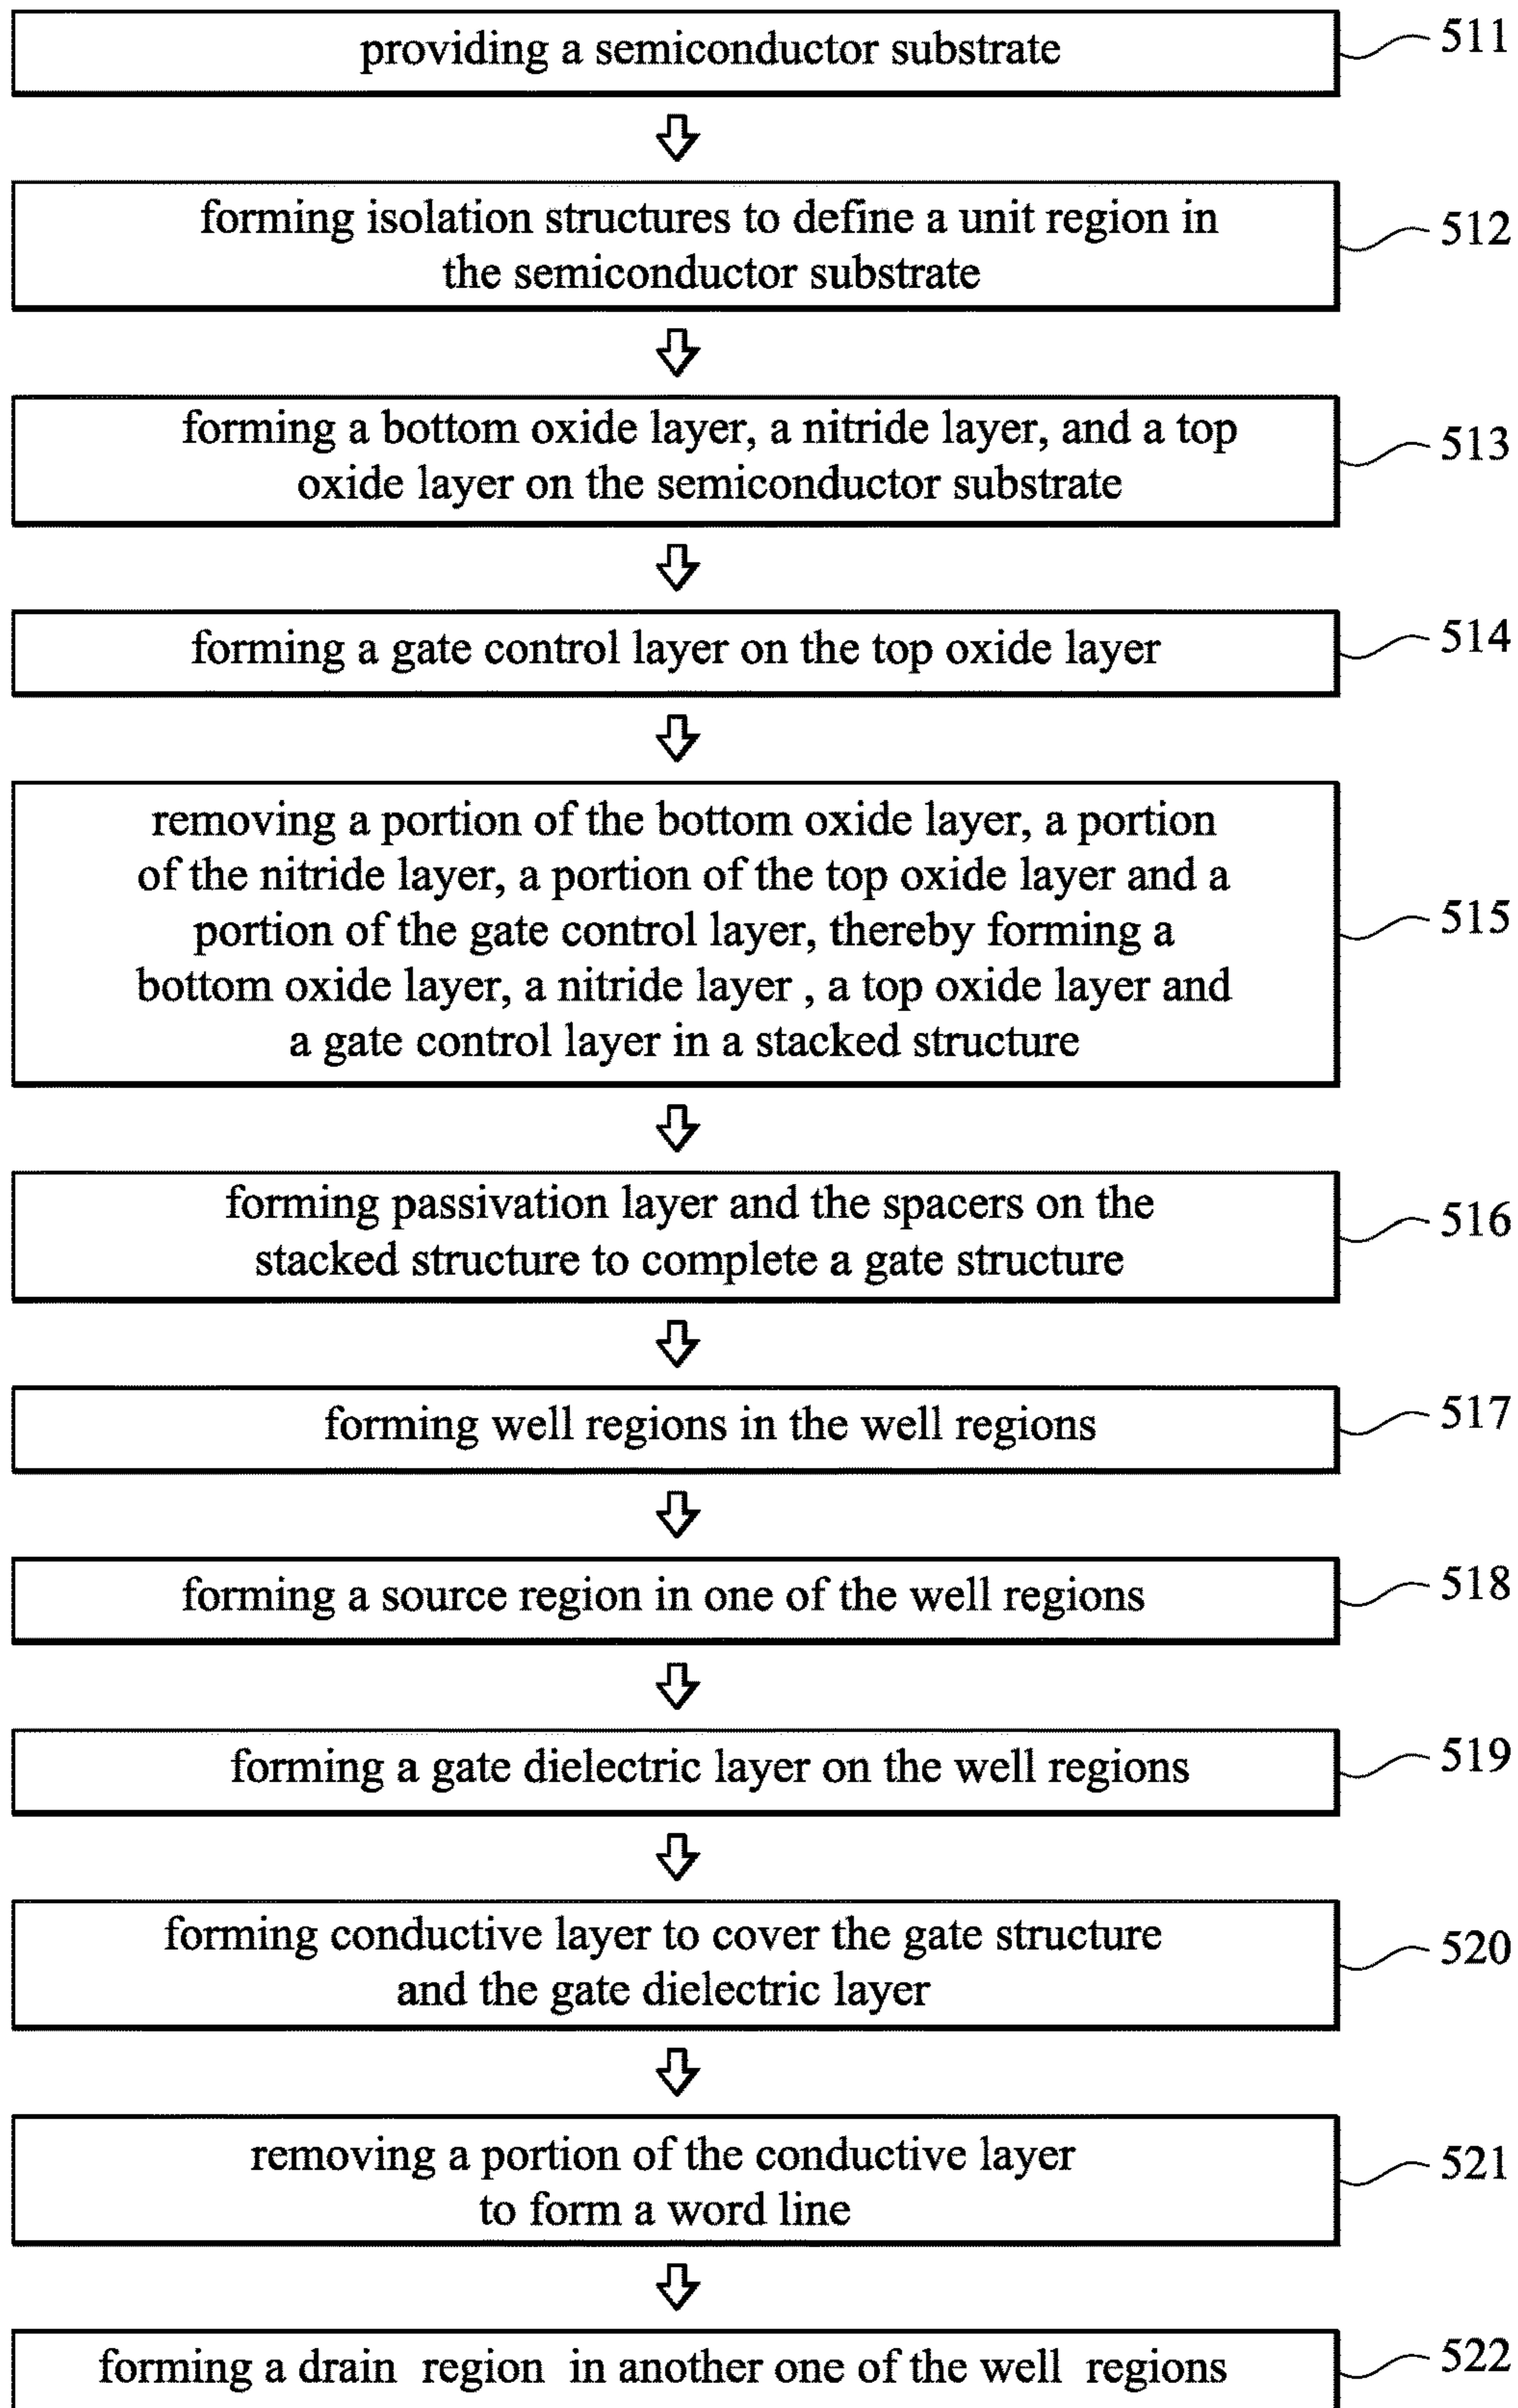 providing a semiconductor substrate
511
forming isolation structures to define a unit region in
the semiconductor substrate
512
forming a bottom oxide layer, a nitride layer, and a top
oxide layer on the semiconductor substrate
513
forming a gate control layer on the top oxide layer
514
removing a portion of the bottom oxide layer, a portion
of the nitride layer, a portion of the top oxide layer and a
portion of the gate control layer, thereby forming a
bottom oxide layer, a nitride layer , a top oxide layer and
a gate control layer in a stacked structure
515
forming passivation layer and the spacers on the
stacked structure to complete a gate structure
516
forming well regions in the well regions
517
forming a source region in one of the well regions
518
forming a gate dielectric layer on the well regions
519
forming conductive layer to cover the gate structure
and the gate dielectric layer
520
removing a portion of the conductive layer
to form a word line
521
forming a drain region in another one of the well regions
522